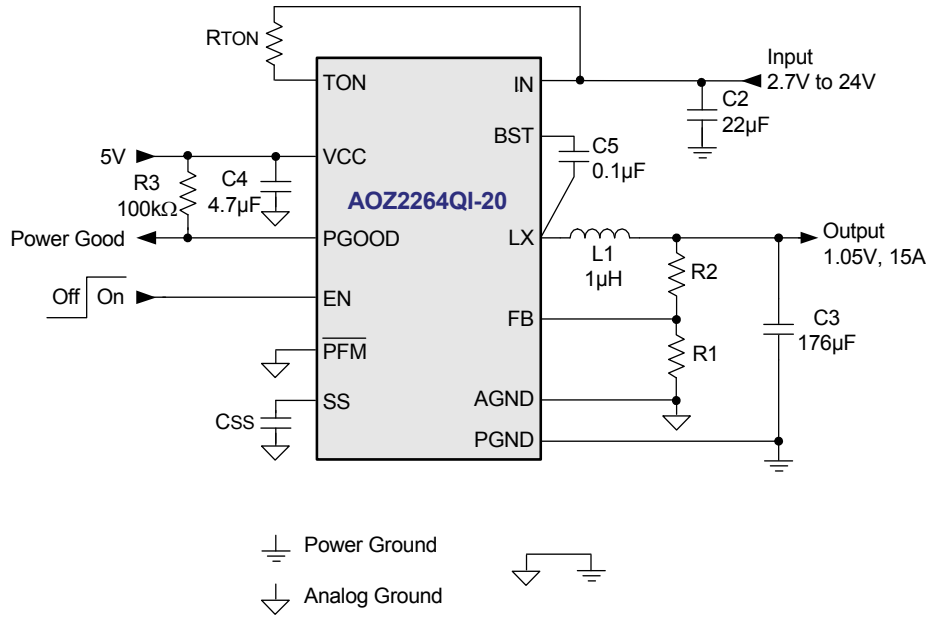 RTON
TON
IN
Input
2.7V to 24V
C2
22µF
BST
C5
0.1µF
5V
VCC
R3
100kΩ
C4
4.7µF
AOZ2264QI-20
Power Good
PGOOD
LX
L1
1µH
Output
1.05V, 15A
R2
Off
On
EN
FB
C3
176µF
PFM
R1
SS
CSS
AGND
PGND
Power Ground
Analog Ground